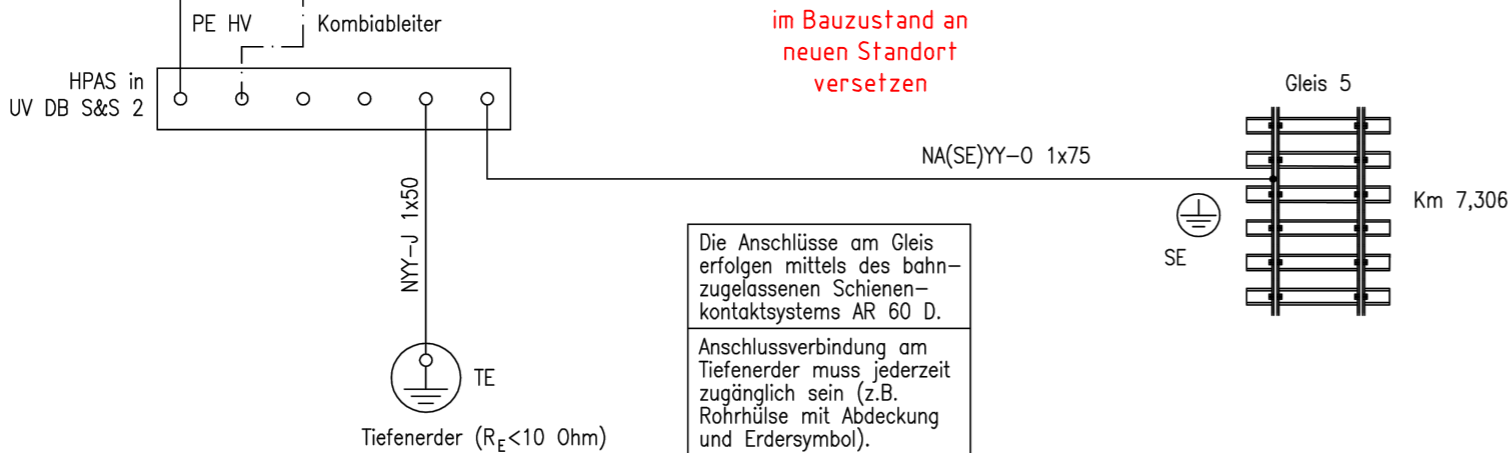 PE HV
Kombiableiter
im Bauzustand an
neuen Standort
versetzen
HPAS in
UV DB S&S 2
Gleis 5
NA(SE)YY-O 1x75
Km 7,306
NYY-J 1x50
SE
Die Anschlüsse am Gleis
erfolgen mittels des bahn-
zugelassenen Schienen-
kontaktsystems AR 60 D.
Anschlussverbindung am
Tiefenerder muss jederzeit
zugänglich sein (z.B.
Rohrhülse mit Abdeckung
und Erdersymbol).
TE
Tiefenerder (RE<10 Ohm)